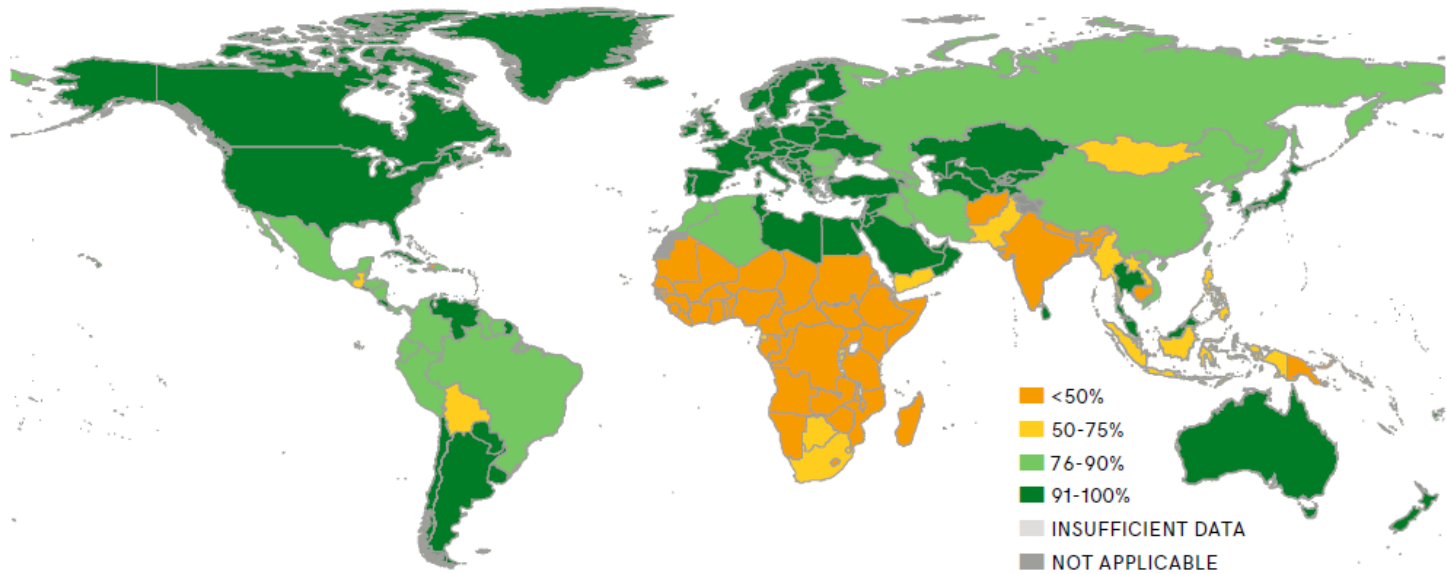 <50%
50-75%
76-90%
91-100%
INSUFFICIENT DATA
NOT APPLICABLE